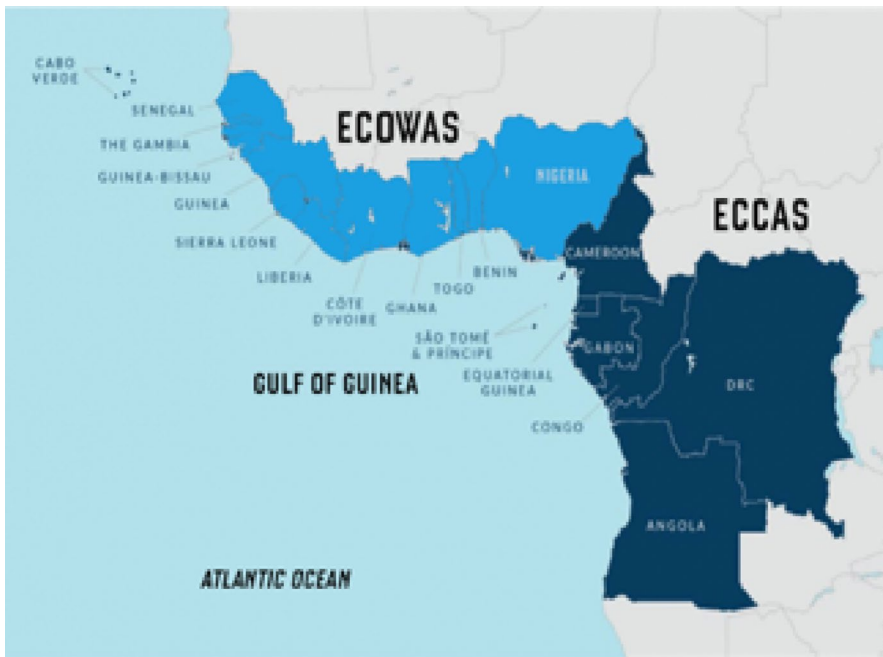 CABO
VERDE
SENEGAL
THE GAMBIA
GUINEA-BISSAU
GUINEA
SIERRA LEONE
LIBERIA
CÔTE
D'IVOIRE
GHANA
TOGO
BENIN
NIGERIA
ECOWAS
ECCAS
CAMEROON
SÃO TOMÉ
& PRÍNCIPE
EQUATORIAL
GUINEA
GABON
CONGO
DRC
ANGOLA
GULF OF GUINEA
ATLANTIC OCEAN